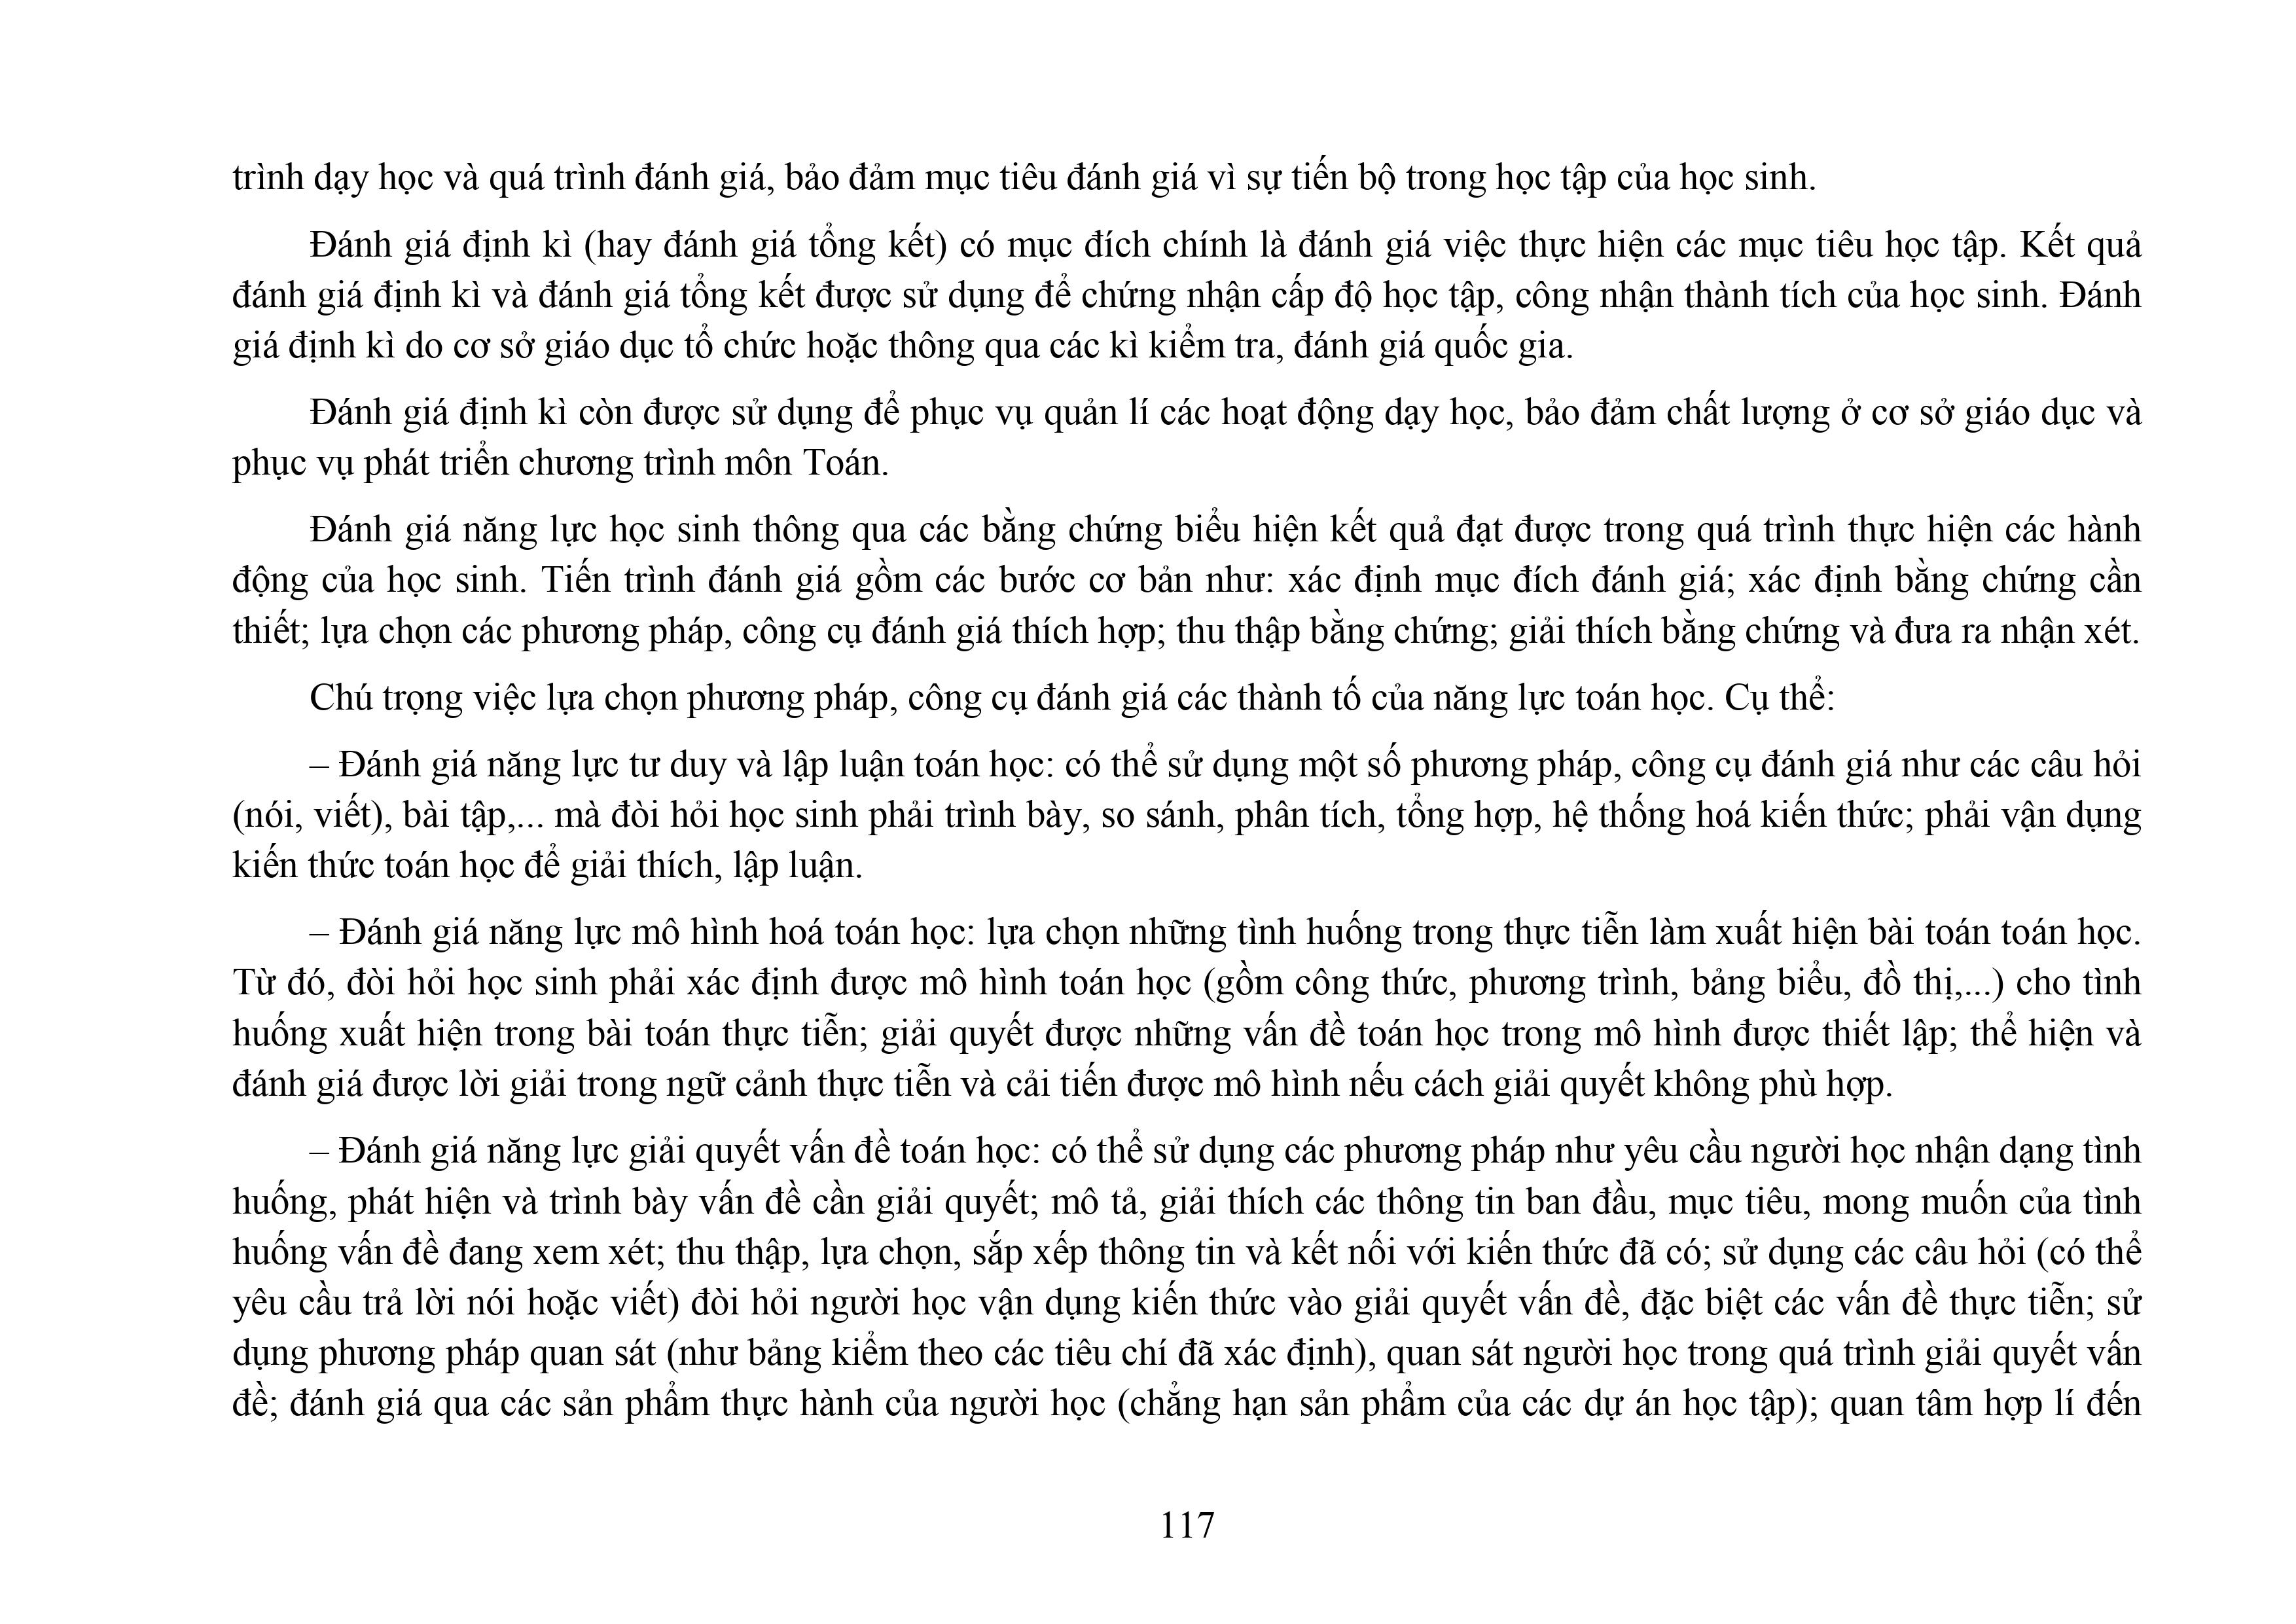 trình dạy học và quá trình đánh giá, bảo đảm mục tiêu đánh giá vì sự tiến bộ trong học tập của học sinh.
Đánh giá định kì (hay đánh giá tổng kết) có mục đích chính là đánh giá việc thực hiện các mục tiêu học tập. Kết quả
đánh giá định kì và đánh giá tổng kết được sử dụng để chứng nhận cấp độ học tập, công nhận thành tích của học sinh. Đánh
giá định kì do cơ sở giáo dục tổ chức hoặc thông qua các kì kiểm tra, đánh giá quốc gia.
Đánh giá định kì còn được sử dụng để phục vụ quản lí các hoạt động dạy học, bảo đảm chất lượng ở cơ sở giáo dục và
phục vụ phát triển chương trình môn Toán.
Đánh giá năng lực học sinh thông qua các bằng chứng biểu hiện kết quả đạt được trong quá trình thực hiện các hành
động của học sinh. Tiến trình đánh giá gồm các bước cơ bản như: xác định mục đích đánh giá; xác định bằng chứng cần
thiết; lựa chọn các phương pháp, công cụ đánh giá thích hợp; thu thập bằng chứng; giải thích bằng chứng và đưa ra nhận xét.
Chú trọng việc lựa chọn phương pháp, công cụ đánh giá các thành tố của năng lực toán học. Cụ thể:
– Đánh giá năng lực tư duy và lập luận toán học: có thể sử dụng một số phương pháp, công cụ đánh giá như các câu hỏi
(nói, viết), bài tập,... mà đòi hỏi học sinh phải trình bày, so sánh, phân tích, tổng hợp, hệ thống hoá kiến thức; phải vận dụng
kiến thức toán học để giải thích, lập luận.
– Đánh giá năng lực mô hình hoá toán học: lựa chọn những tình huống trong thực tiễn làm xuất hiện bài toán toán học.
Từ đó, đòi hỏi học sinh phải xác định được mô hình toán học (gồm công thức, phương trình, bảng biểu, đồ thị,...) cho tình
huống xuất hiện trong bài toán thực tiễn; giải quyết được những vấn đề toán học trong mô hình được thiết lập; thể hiện và
đánh giá được lời giải trong ngữ cảnh thực tiễn và cải tiến được mô hình nếu cách giải quyết không phù hợp.
– Đánh giá năng lực giải quyết vấn đề toán học: có thể sử dụng các phương pháp như yêu cầu người học nhận dạng tình
huống, phát hiện và trình bày vấn đề cần giải quyết; mô tả, giải thích các thông tin ban đầu, mục tiêu, mong muốn của tình
huống vấn đề đang xem xét; thu thập, lựa chọn, sắp xếp thông tin và kết nối với kiến thức đã có; sử dụng các câu hỏi (có thể
yêu cầu trả lời nói hoặc viết) đòi hỏi người học vận dụng kiến thức vào giải quyết vấn đề, đặc biệt các vấn đề thực tiễn; sử
dụng phương pháp quan sát (như bảng kiểm theo các tiêu chí đã xác định), quan sát người học trong quá trình giải quyết vấn
đề; đánh giá qua các sản phẩm thực hành của người học (chẳng hạn sản phẩm của các dự án học tập); quan tâm hợp lí đến
117